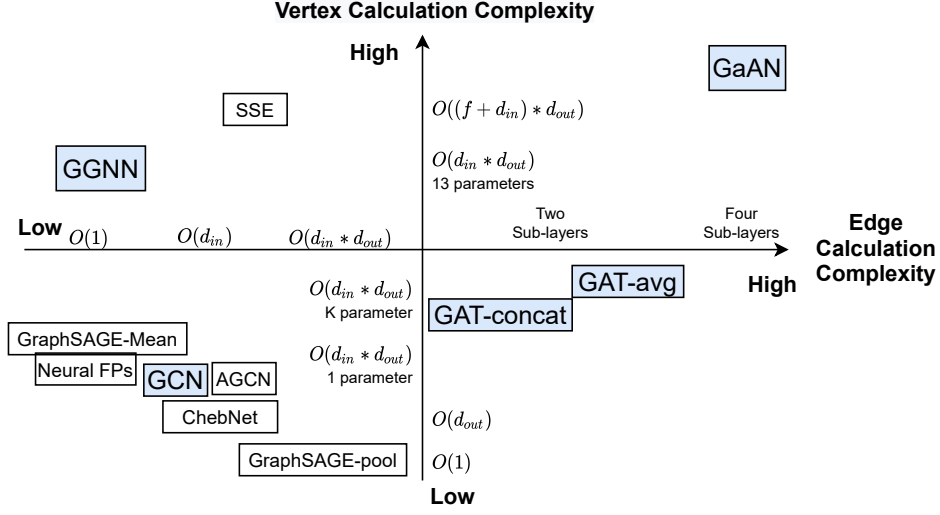 Vertex Calculation Complexity
High
GaAN
SSE
O((f + d_in) * d_out)
GGNN
O(d_in * d_out)
13 parameters
Low
O(1)
O(d_in)
O(d_in * d_out)
Two
Sub-layers
Four
Sub-layers
Edge
Calculation
Complexity
High
GAT-avg
O(d_in * d_out)
K parameter
GAT-concat
GraphSAGE-Mean
Neural FPs
O(d_in * d_out)
1 parameter
GCN
AGCN
ChebNet
O(d_out)
GraphSAGE-pool
O(1)
Low